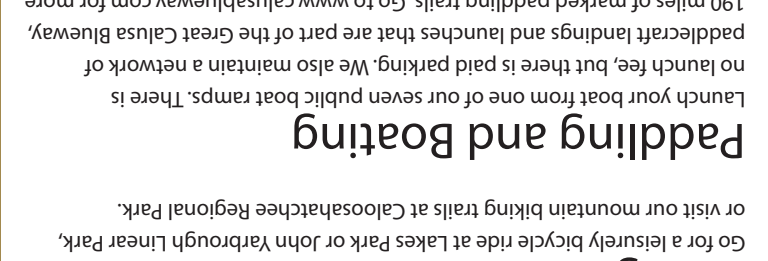 Go for a leisurely bicycle ride at Lakes Park or John Yarbrough Linear Park,
or visit our mountain biking trails at Caloosahatchee Regional Park.
Paddling and Boating
Launch your boat from one of our seven public boat ramps. There is
no launch fee, but there is paid parking. We also maintain a network of
paddlecraft landings and launches that are part of the Great Calusa Blueway,
190 miles of marked paddling trails. Go to www.calusablueway.com for more